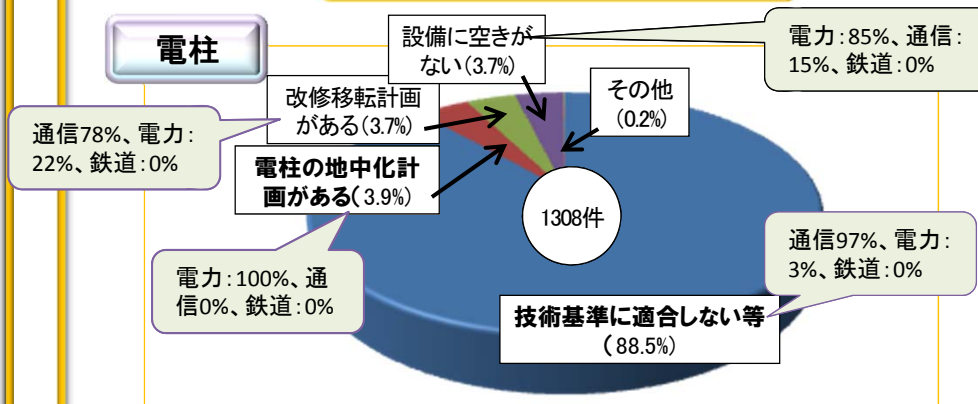 電柱
設備に空きが
ない(3.7%)
電力：85%、通信：
15%、鉄道：0%
改修移転計画
がある(3.7%)
その他
(0.2%)
通信78%、電力：
22%、鉄道：0%
電柱の地中化計
画がある(3.9%)
1308件
通信97%、電力：
3%、鉄道：0%
電力：100%、通
信0%、鉄道：0%
技術基準に適合しない等
(88.5%)